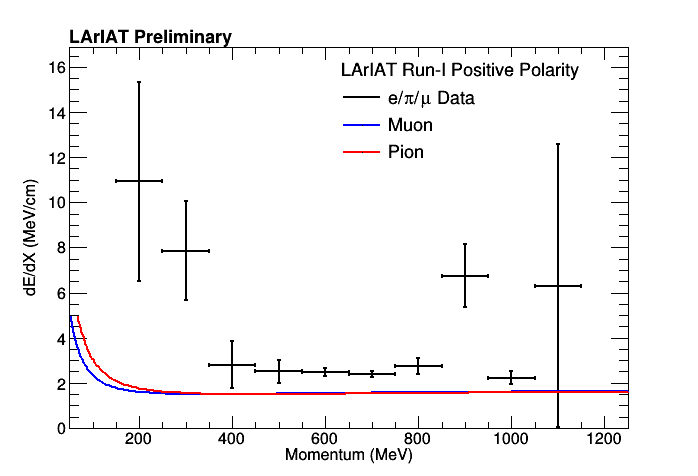 LArIAT Preliminary
LArIAT Run-I Positive Polarity
e/π/μ Data
Muon
Pion
dE/dX (MeV/cm)
16
14
12
10
8
6
4
2
0
200 400 600 800 1000 1200
Momentum (MeV)